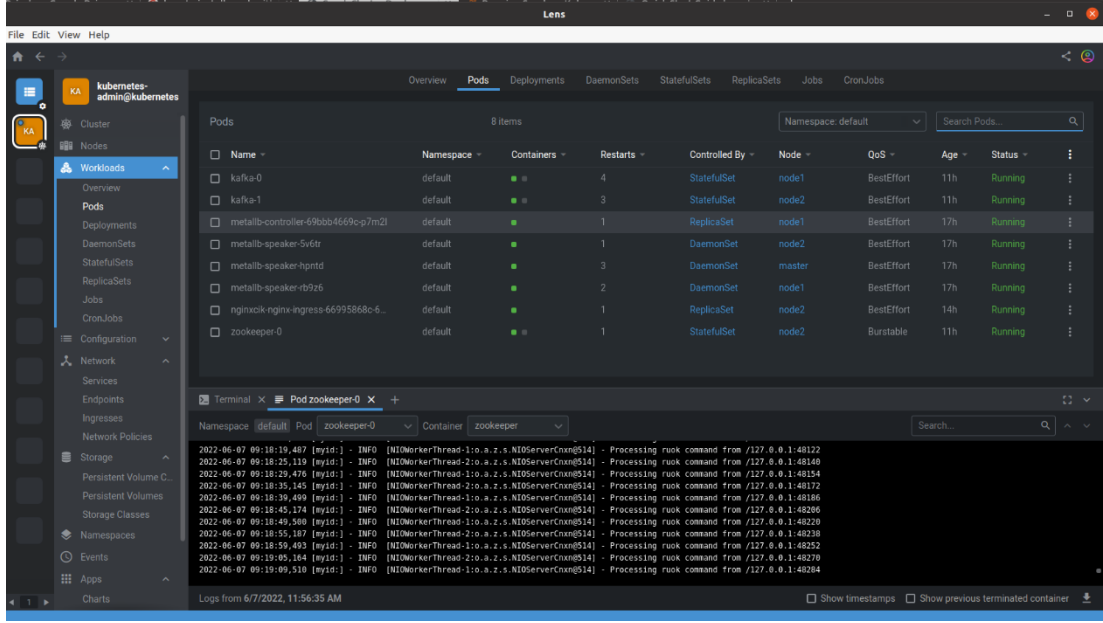 Lens
File Edit View Help
KA
kubernetes-admin@kubernetes
KA
Cluster
Nodes
Workloads
Overview
Pods
Deployments
DaemonSets
StatefulSets
ReplicaSets
Jobs
CronJobs
Configuration
Network
Services
Endpoints
Ingresses
Network Policies
Storage
Persistent Volume C...
Persistent Volumes
Storage Classes
Namespaces
Events
Apps
Charts
1
Overview Pods Deployments DaemonSets StatefulSets ReplicaSets Jobs CronJobs
Pods 8 items Namespace: default Search Pods...
Name Namespace Containers Restarts Controlled By Node QoS Age Status
kafka-0 default 4 StatefulSet node1 BestEffort 11h Running
kafka-1 default 3 StatefulSet node2 BestEffort 11h Running
metallb-controller-69bbb4669c-p7m2l default 1 ReplicaSet node1 BestEffort 17h Running
metallb-speaker-5v6tr default 1 DaemonSet node2 BestEffort 17h Running
metallb-speaker-hpntd default 3 DaemonSet master BestEffort 17h Running
metallb-speaker-rb9z6 default 2 DaemonSet node1 BestEffort 17h Running
nginxcik-nginx-ingress-66995868c-6... default 1 ReplicaSet node2 BestEffort 14h Running
zookeeper-0 default 1 StatefulSet node2 Burstable 11h Running
Terminal Pod zookeeper-0
Namespace default Pod zookeeper-0 Container zookeeper Search...
2022-06-07 09:18:19,487 [myid:] - INFO [NIOWorkerThread-1:o.a.z.s.NIOServerCnxn@514] - Processing ruok command from /127.0.0.1:48122
2022-06-07 09:18:25,119 [myid:] - INFO [NIOWorkerThread-2:o.a.z.s.NIOServerCnxn@514] - Processing ruok command from /127.0.0.1:48140
2022-06-07 09:18:29,476 [myid:] - INFO [NIOWorkerThread-1:o.a.z.s.NIOServerCnxn@514] - Processing ruok command from /127.0.0.1:48154
2022-06-07 09:18:35,145 [myid:] - INFO [NIOWorkerThread-2:o.a.z.s.NIOServerCnxn@514] - Processing ruok command from /127.0.0.1:48172
2022-06-07 09:18:39,499 [myid:] - INFO [NIOWorkerThread-1:o.a.z.s.NIOServerCnxn@514] - Processing ruok command from /127.0.0.1:48186
2022-06-07 09:18:45,174 [myid:] - INFO [NIOWorkerThread-2:o.a.z.s.NIOServerCnxn@514] - Processing ruok command from /127.0.0.1:48206
2022-06-07 09:18:49,500 [myid:] - INFO [NIOWorkerThread-1:o.a.z.s.NIOServerCnxn@514] - Processing ruok command from /127.0.0.1:48220
2022-06-07 09:18:55,187 [myid:] - INFO [NIOWorkerThread-2:o.a.z.s.NIOServerCnxn@514] - Processing ruok command from /127.0.0.1:48238
2022-06-07 09:18:59,493 [myid:] - INFO [NIOWorkerThread-1:o.a.z.s.NIOServerCnxn@514] - Processing ruok command from /127.0.0.1:48252
2022-06-07 09:19:05,164 [myid:] - INFO [NIOWorkerThread-2:o.a.z.s.NIOServerCnxn@514] - Processing ruok command from /127.0.0.1:48270
2022-06-07 09:19:09,510 [myid:] - INFO [NIOWorkerThread-1:o.a.z.s.NIOServerCnxn@514] - Processing ruok command from /127.0.0.1:48284
Logs from 6/7/2022, 11:56:35 AM Show timestamps Show previous terminated container